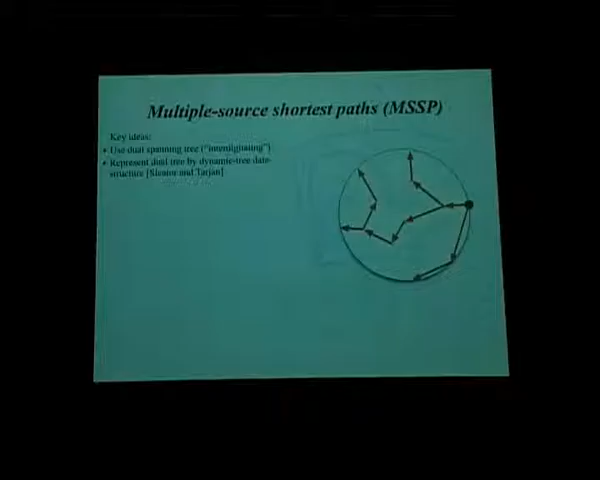 Multiple-source shortest paths (MSSP)
Key ideas:
• Use dual spanning tree ("interdigitating")
• Represent dual tree by dynamic-tree data-
structure [Sleator and Tarjan]